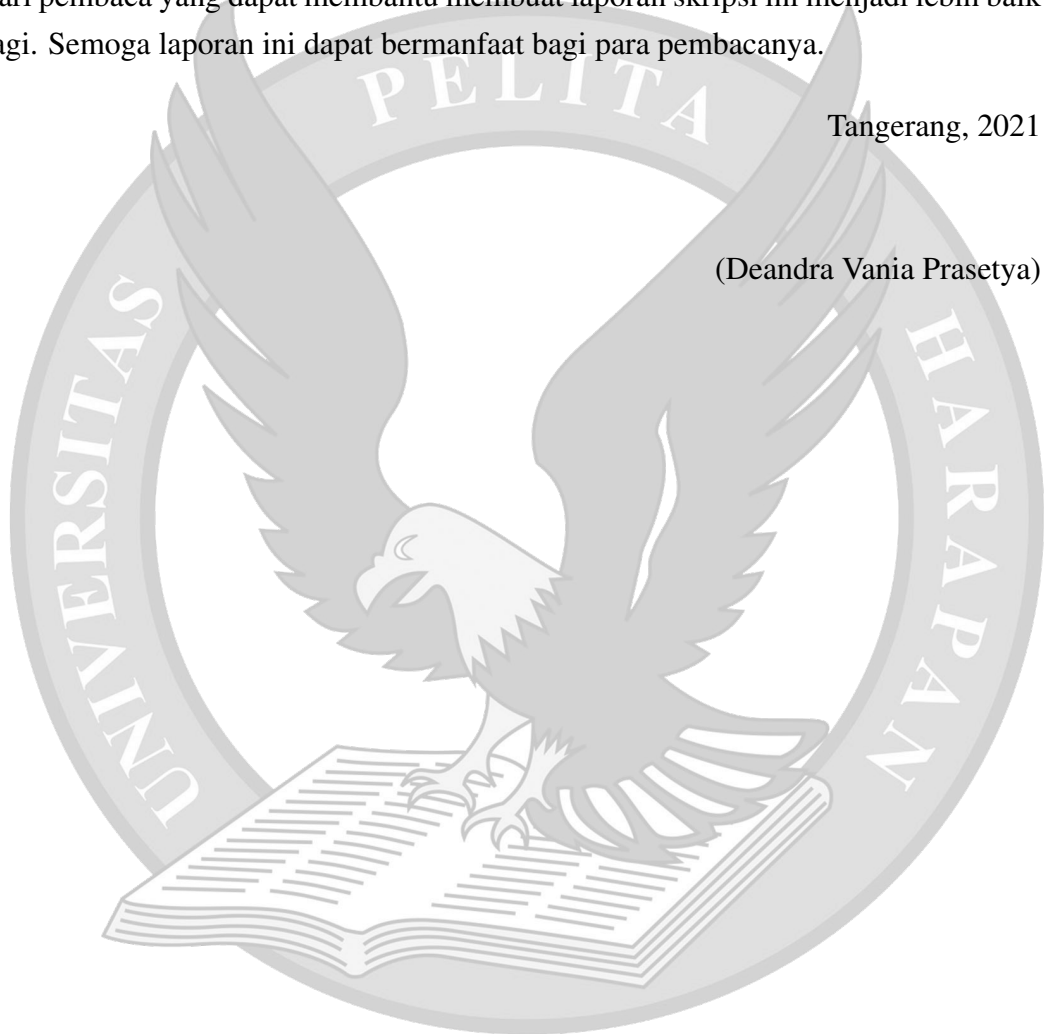 dari pembaca yang dapat membantu membuat laporan skripsi ini menjadi lebih baik
lagi. Semoga laporan ini dapat bermanfaat bagi para pembacanya.
Tangerang, 2021
(Deandra Vania Prasetya)
UNIVERSITAS PELITA HARAPAN